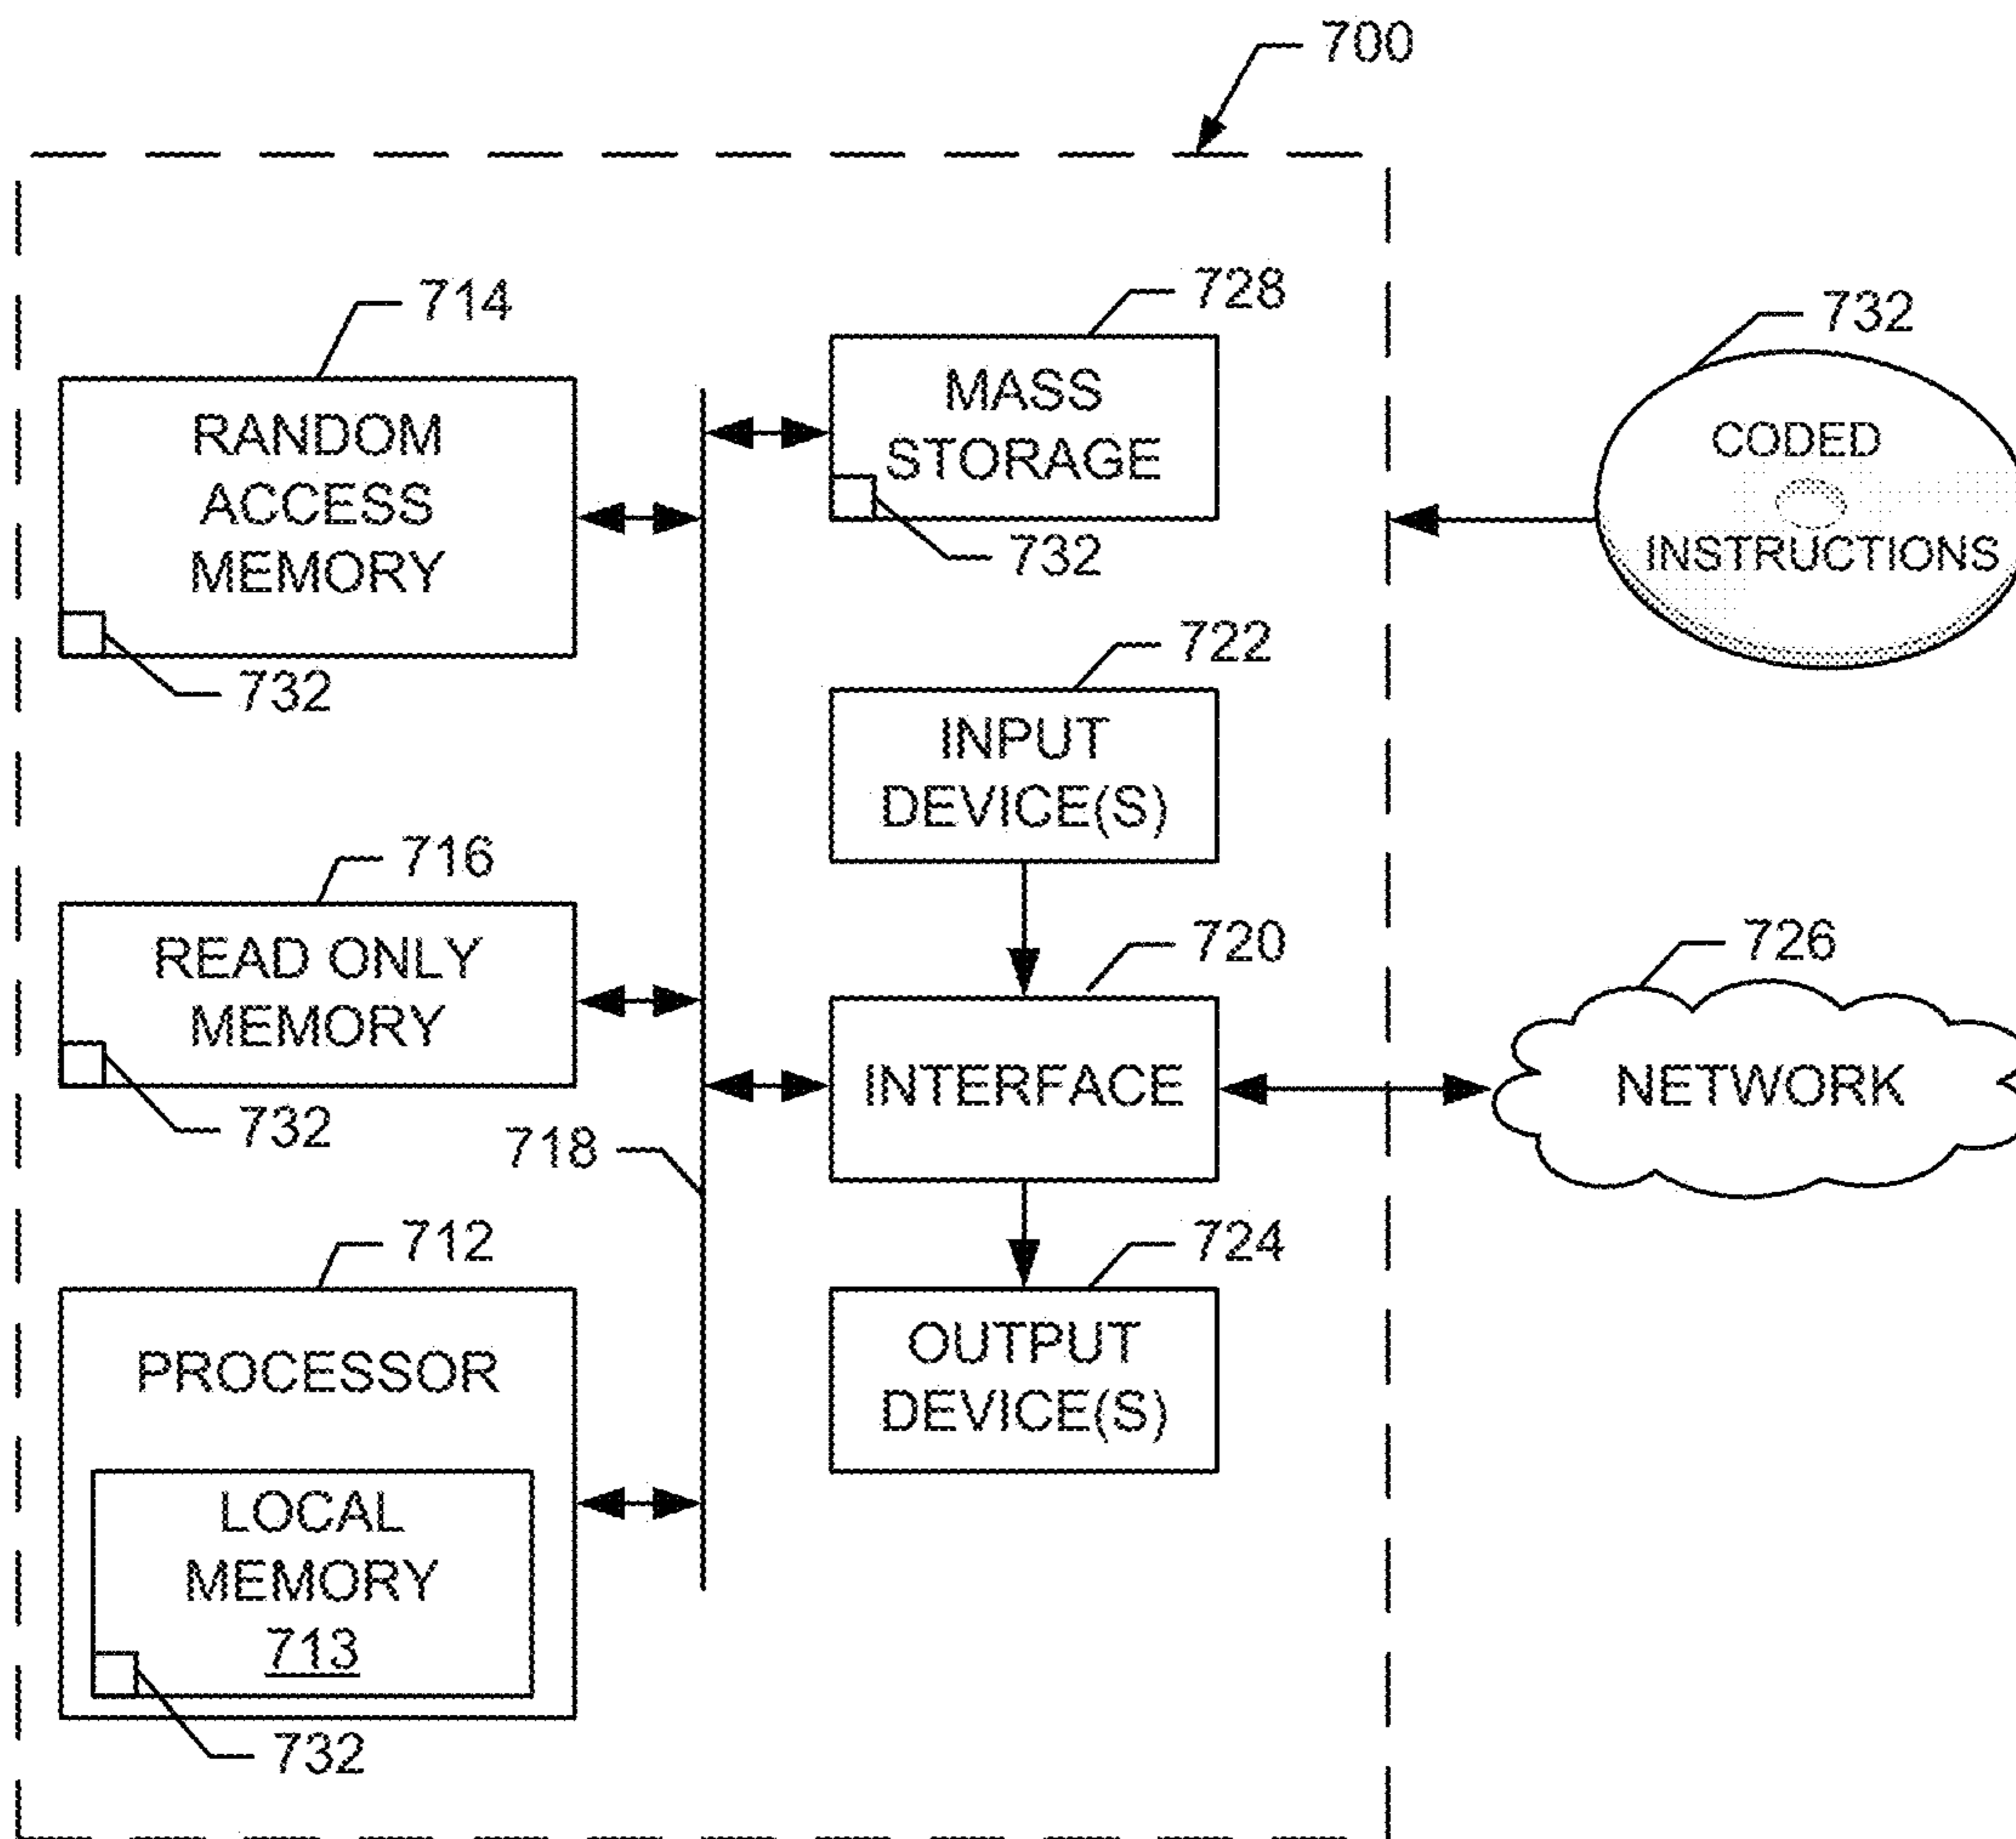 700
714
RANDOM
ACCESS
MEMORY
732
728
MASS
STORAGE
732
732
CODED
INSTRUCTIONS
722
INPUT
DEVICE(S)
716
READ ONLY
MEMORY
732
718
720
INTERFACE
726
NETWORK
712
PROCESSOR
LOCAL
MEMORY
713
732
724
OUTPUT
DEVICE(S)